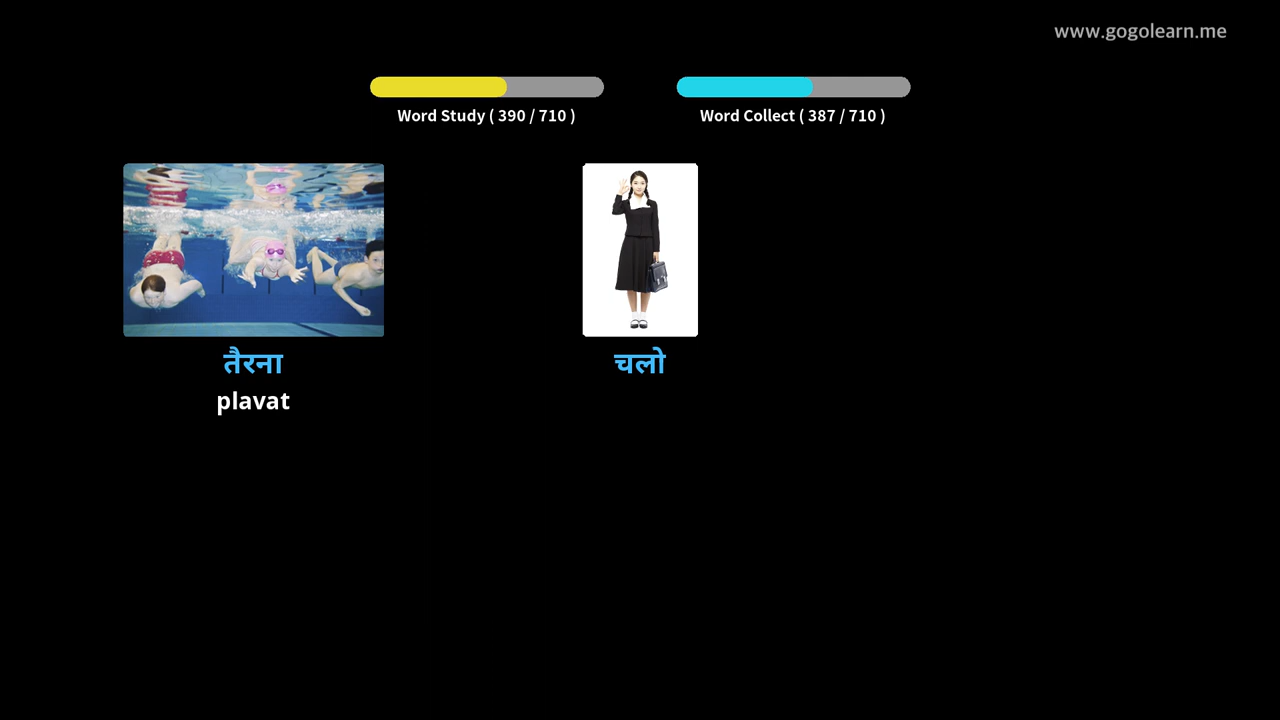 www.gogolearn.me
Word Study ( 390 / 710 )
Word Collect ( 387 / 710 )
तैरना
plavat
चलो